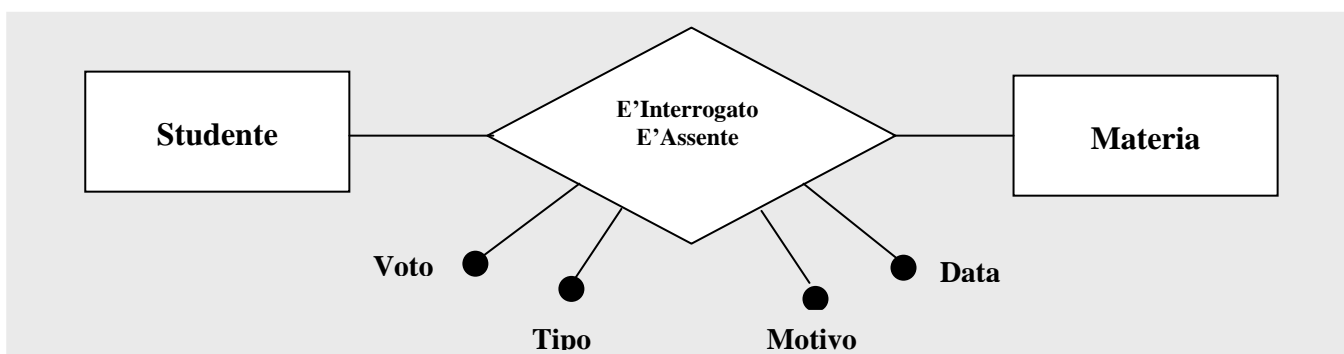 E'Interrogato
E'Assente
Studente
Materia
Voto
Data
Tipo
Motivo